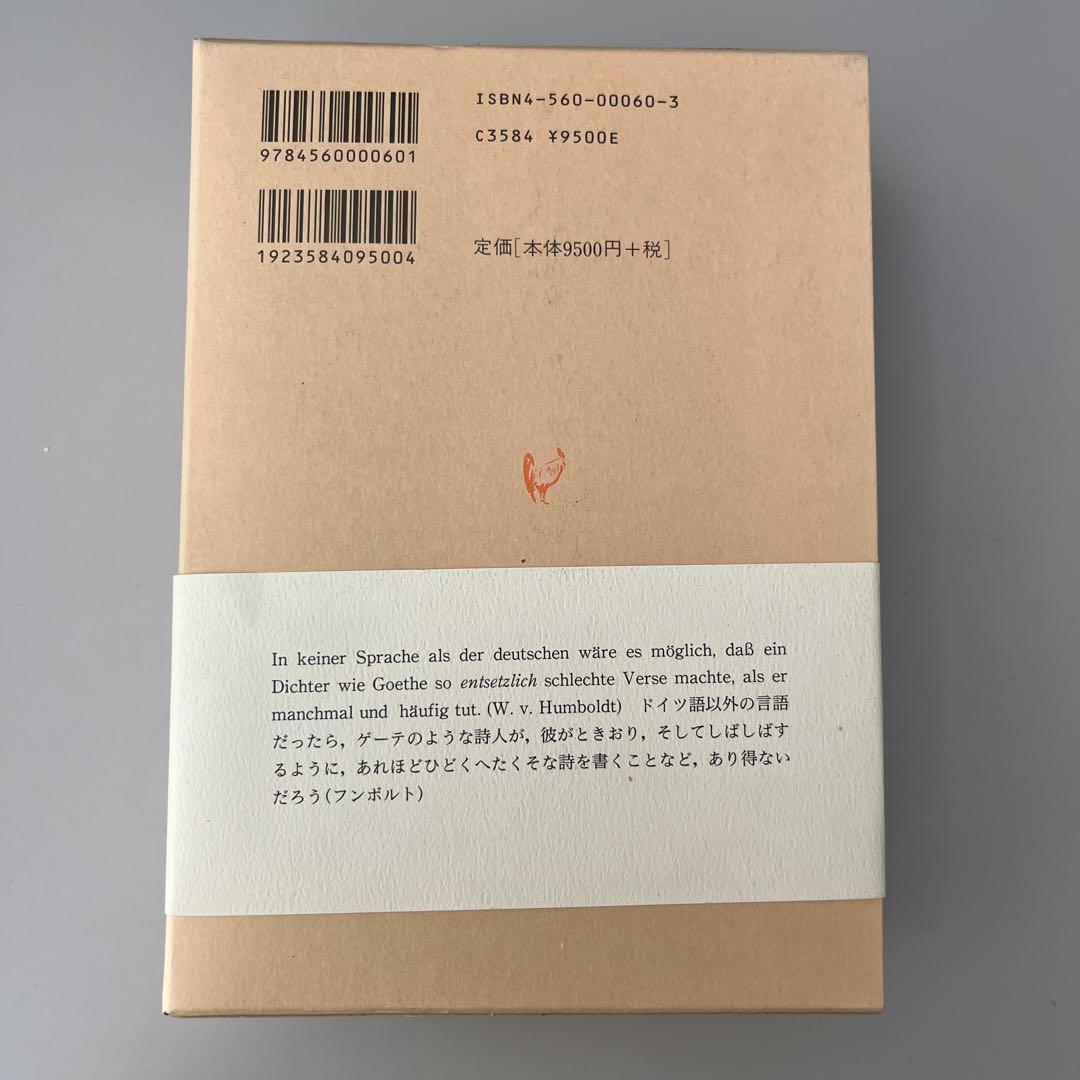 9784560000601
ISBN4-560-00060-3
C3584 ¥9500E
1923584095004
定価[本体9500円+税]
In keiner Sprache als der deutschen wäre es möglich, daß ein
Dichter wie Goethe so entsetzlich schlechte Verse machte, als er
manchmal und häufig tut. (W. v. Humboldt) ドイツ語以外の言語
だったら，ゲーテのような詩人が，彼がときおり，そしてしばしばす
るように，あれほどひどくへたくそな詩を書くことなど，あり得ない
だろう(フンボルト)